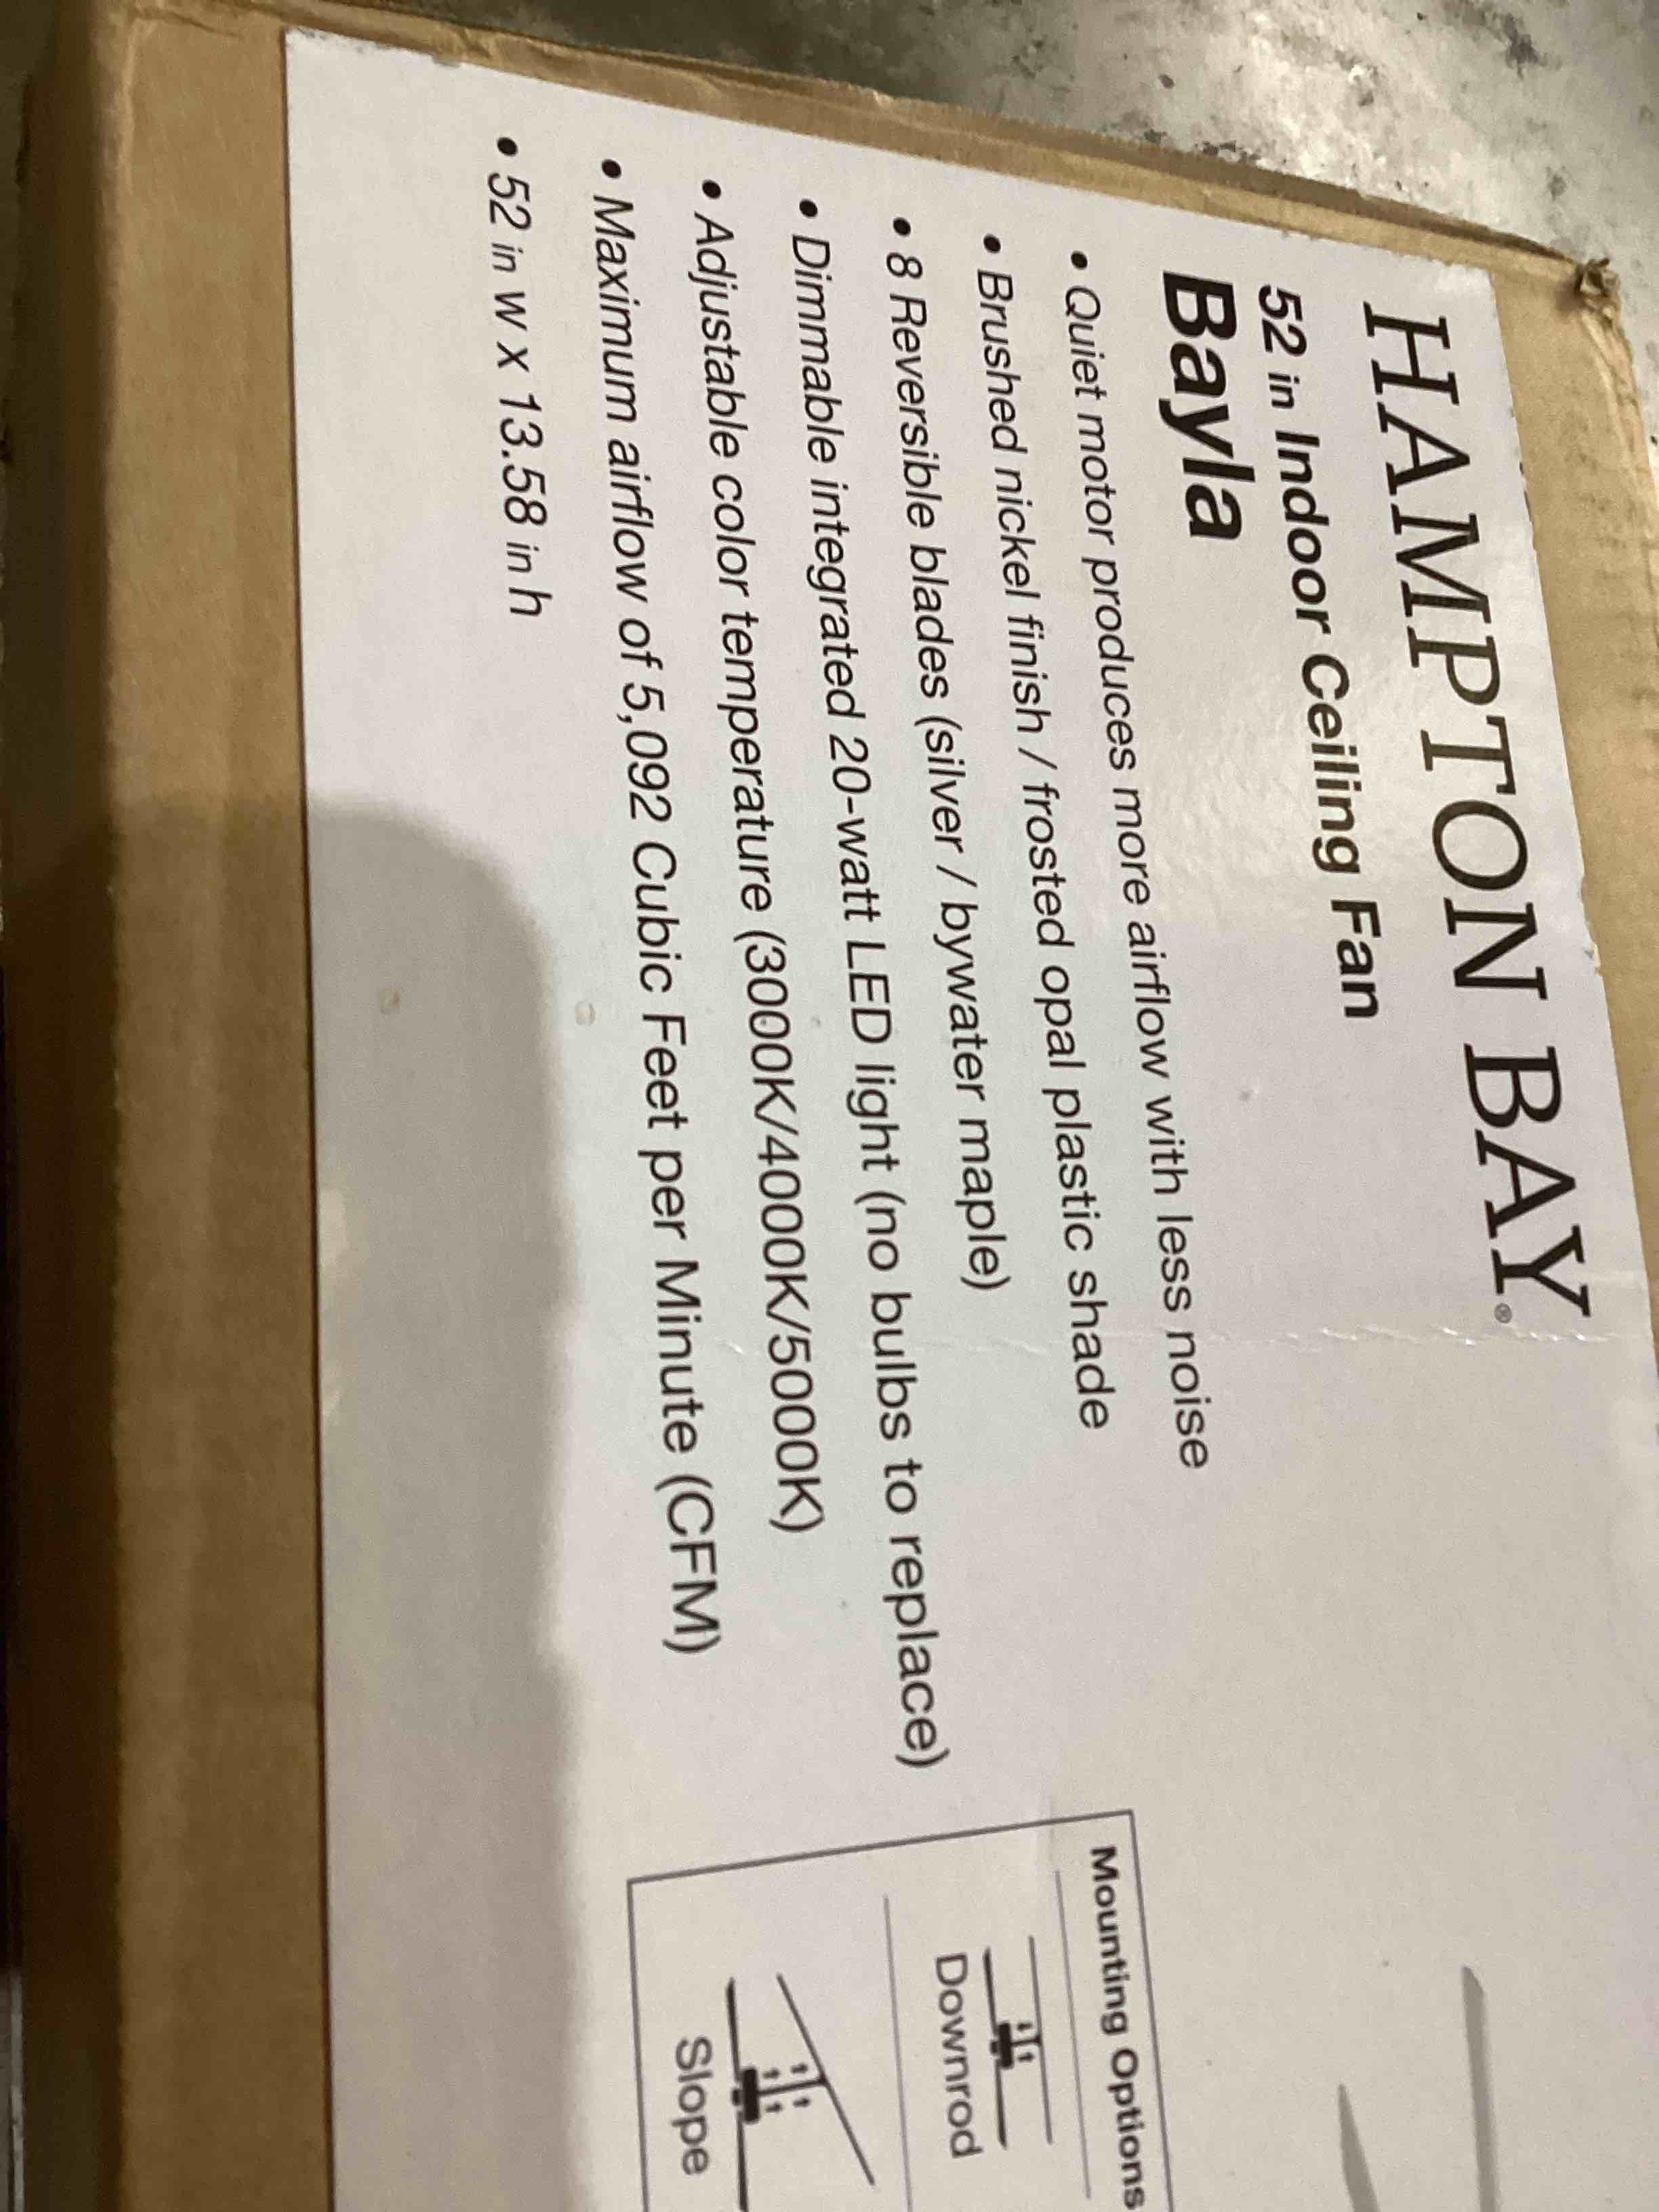 HAMPTON BAY®
52 in Indoor Ceiling Fan
Bayla
• Quiet motor produces more airflow with less noise
• Brushed nickel finish / frosted opal plastic shade
• 8 Reversible blades (silver / bywater maple)
• Dimmable integrated 20-watt LED light (no bulbs to replace)
• Adjustable color temperature (3000K/4000K/5000K)
• Maximum airflow of 5,092 Cubic Feet per Minute (CFM)
• 52 in w x 13.58 in h
Mounting Options
Downrod
Slope